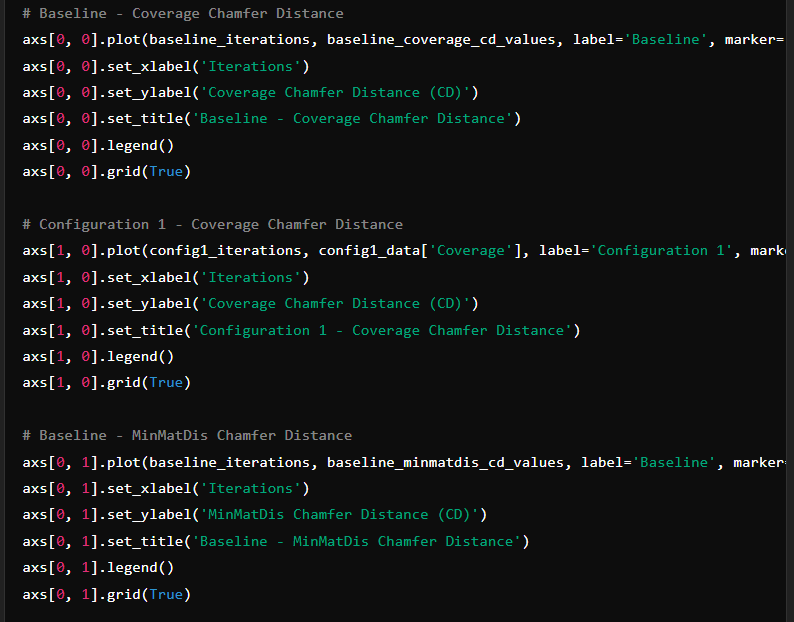 # Baseline - Coverage Chamfer Distance
axs[0, 0].plot(baseline_iterations, baseline_coverage_cd_values, label='Baseline', marker=
axs[0, 0].set_xlabel('Iterations')
axs[0, 0].set_ylabel('Coverage Chamfer Distance (CD)')
axs[0, 0].set_title('Baseline - Coverage Chamfer Distance')
axs[0, 0].legend()
axs[0, 0].grid(True)
# Configuration 1 - Coverage Chamfer Distance
axs[1, 0].plot(config1_iterations, config1_data['Coverage'], label='Configuration 1', mark
axs[1, 0].set_xlabel('Iterations')
axs[1, 0].set_ylabel('Coverage Chamfer Distance (CD)')
axs[1, 0].set_title('Configuration 1 - Coverage Chamfer Distance')
axs[1, 0].legend()
axs[1, 0].grid(True)
# Baseline - MinMatDis Chamfer Distance
axs[0, 1].plot(baseline_iterations, baseline_minmatdis_cd_values, label='Baseline', marker
axs[0, 1].set_xlabel('Iterations')
axs[0, 1].set_ylabel('MinMatDis Chamfer Distance (CD)')
axs[0, 1].set_title('Baseline - MinMatDis Chamfer Distance')
axs[0, 1].legend()
axs[0, 1].grid(True)